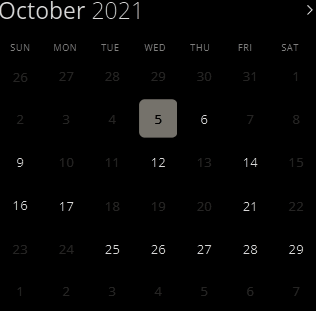 October 2021
SUN MON TUE WED THU FRI SAT
26 27 28 29 30 31 1
2 3 4 5 6 7 8
9 10 11 12 13 14 15
16 17 18 19 20 21 22
23 24 25 26 27 28 29
1 2 3 4 5 6 7